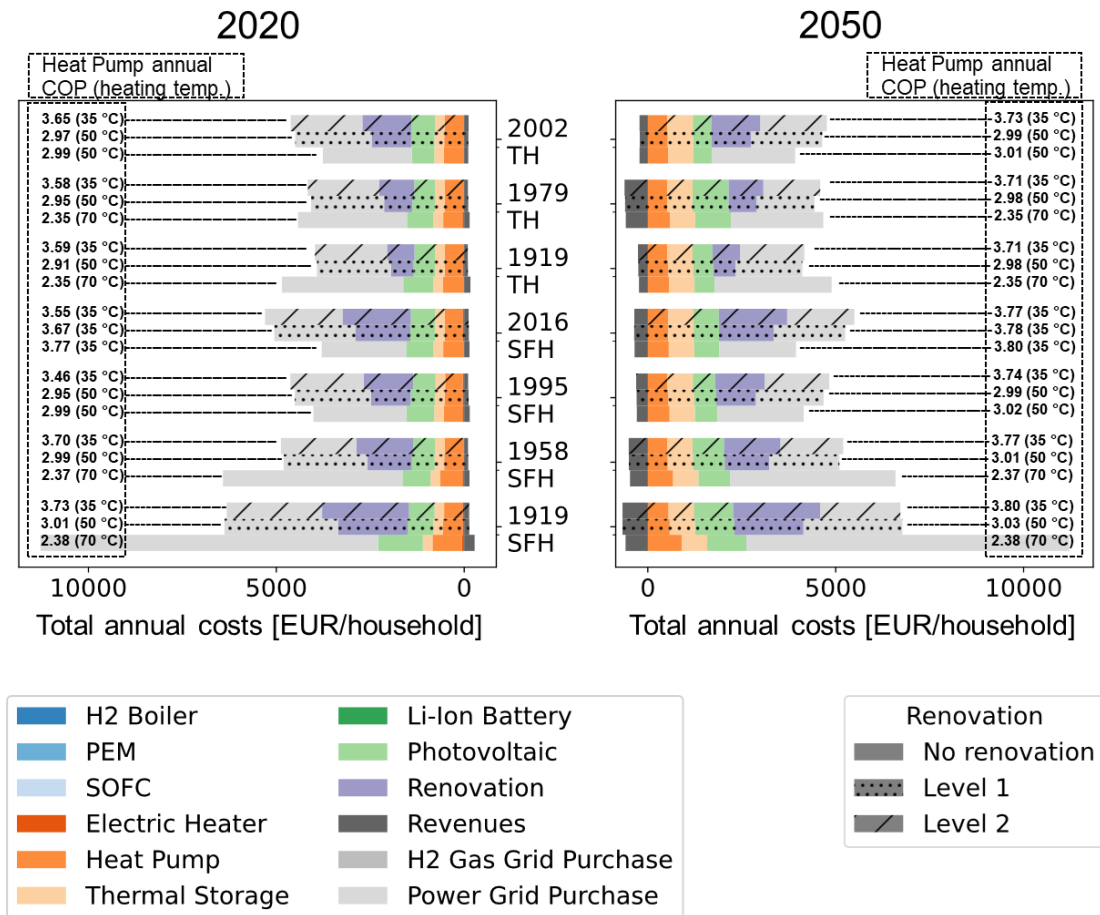 2020
2050
Heat Pump annual
COP (heating temp.)
Heat Pump annual
COP (heating temp.)
3.65 (35 °C)
2.97 (50 °C)
2.99 (50 °C)
2002
TH
3.73 (35 °C)
2.99 (50 °C)
3.01 (50 °C)
3.58 (35 °C)
2.95 (50 °C)
2.35 (70 °C)
1979
TH
3.71 (35 °C)
2.98 (50 °C)
2.35 (70 °C)
3.59 (35 °C)
2.91 (50 °C)
2.35 (70 °C)
1919
TH
3.71 (35 °C)
2.98 (50 °C)
2.35 (70 °C)
3.55 (35 °C)
3.67 (35 °C)
3.77 (35 °C)
2016
SFH
3.77 (35 °C)
3.78 (35 °C)
3.80 (35 °C)
3.46 (35 °C)
2.95 (50 °C)
2.99 (50 °C)
1995
SFH
3.74 (35 °C)
2.99 (50 °C)
3.02 (50 °C)
3.70 (35 °C)
2.99 (50 °C)
2.37 (70 °C)
1958
SFH
3.77 (35 °C)
3.01 (50 °C)
2.37 (70 °C)
3.73 (35 °C)
3.01 (50 °C)
2.38 (70 °C)
1919
SFH
3.80 (35 °C)
3.03 (50 °C)
2.38 (70 °C)
10000 5000 0
0 5000 10000
Total annual costs [EUR/household]
Total annual costs [EUR/household]
H2 Boiler
PEM
SOFC
Electric Heater
Heat Pump
Thermal Storage
Li-Ion Battery
Photovoltaic
Renovation
Revenues
H2 Gas Grid Purchase
Power Grid Purchase
Renovation
No renovation
Level 1
Level 2